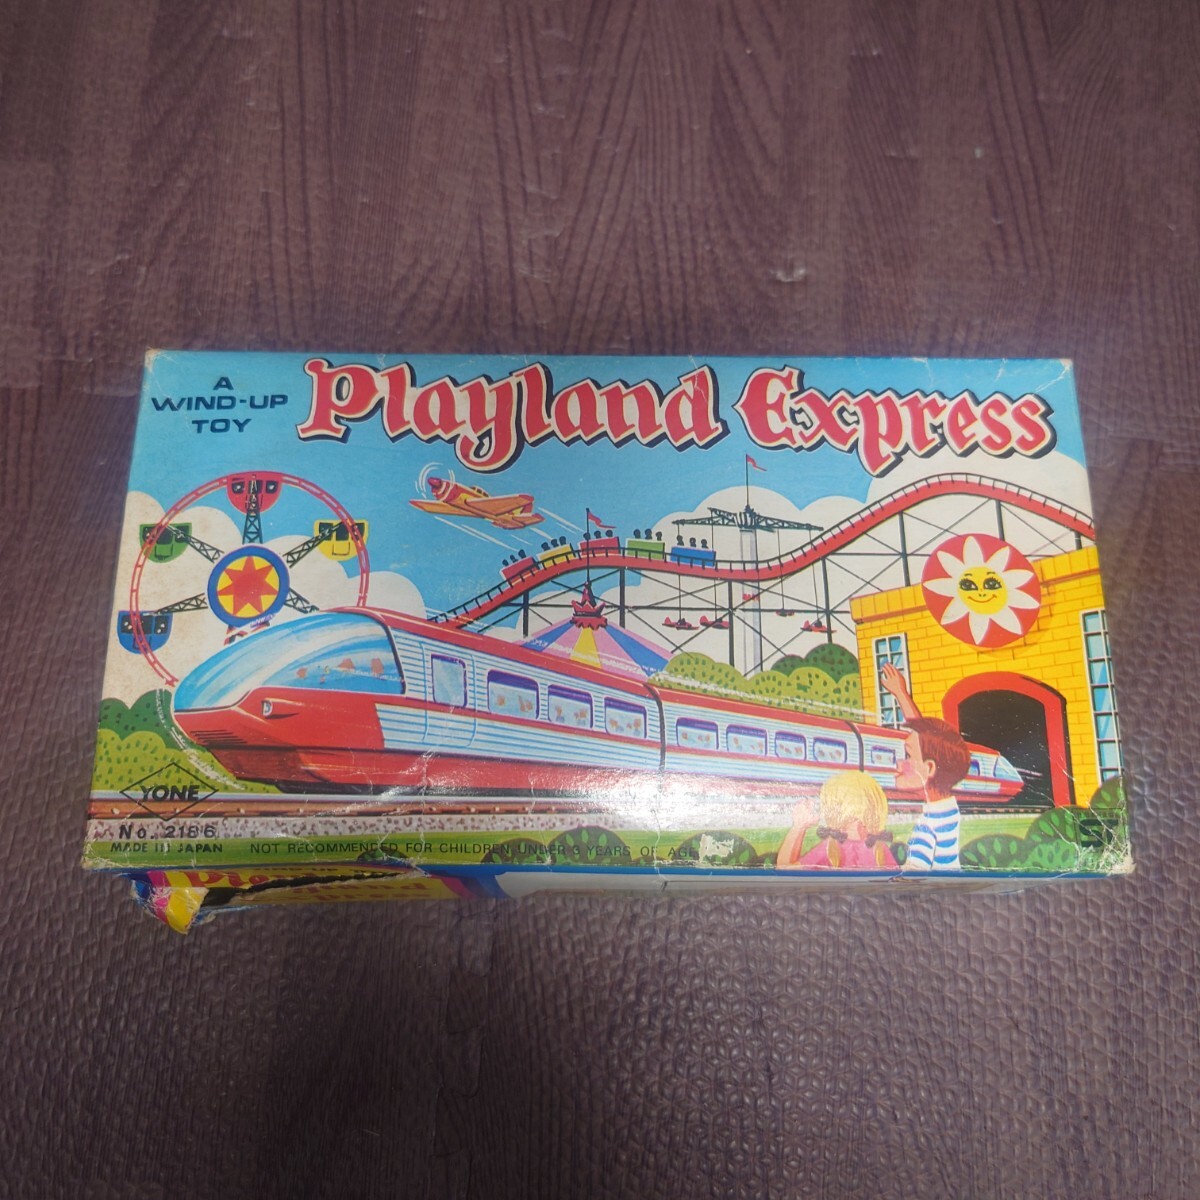 A
WIND-UP
TOY
Playland Express
YONE
No. 2186
MADE IN JAPAN
NOT RECOMMENDED FOR CHILDREN UNDER 3 YEARS OF AGE
ST